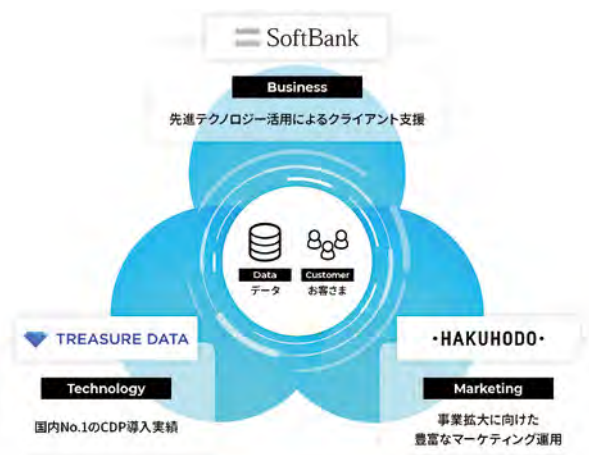 SoftBank
Business
先進テクノロジー活用によるクライアント支援
Data
データ
Customer
お客さま
TREASURE DATA
Technology
国内No.1のCDP導入実績
・HAKUHODO・
Marketing
事業拡大に向けた
豊富なマーケティング運用